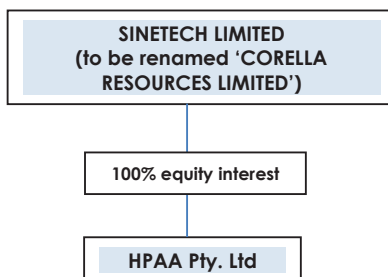 SINETECH LIMITED
(to be renamed ‘CORELLA
RESOURCES LIMITED’)
100% equity interest
HPAA Pty. Ltd